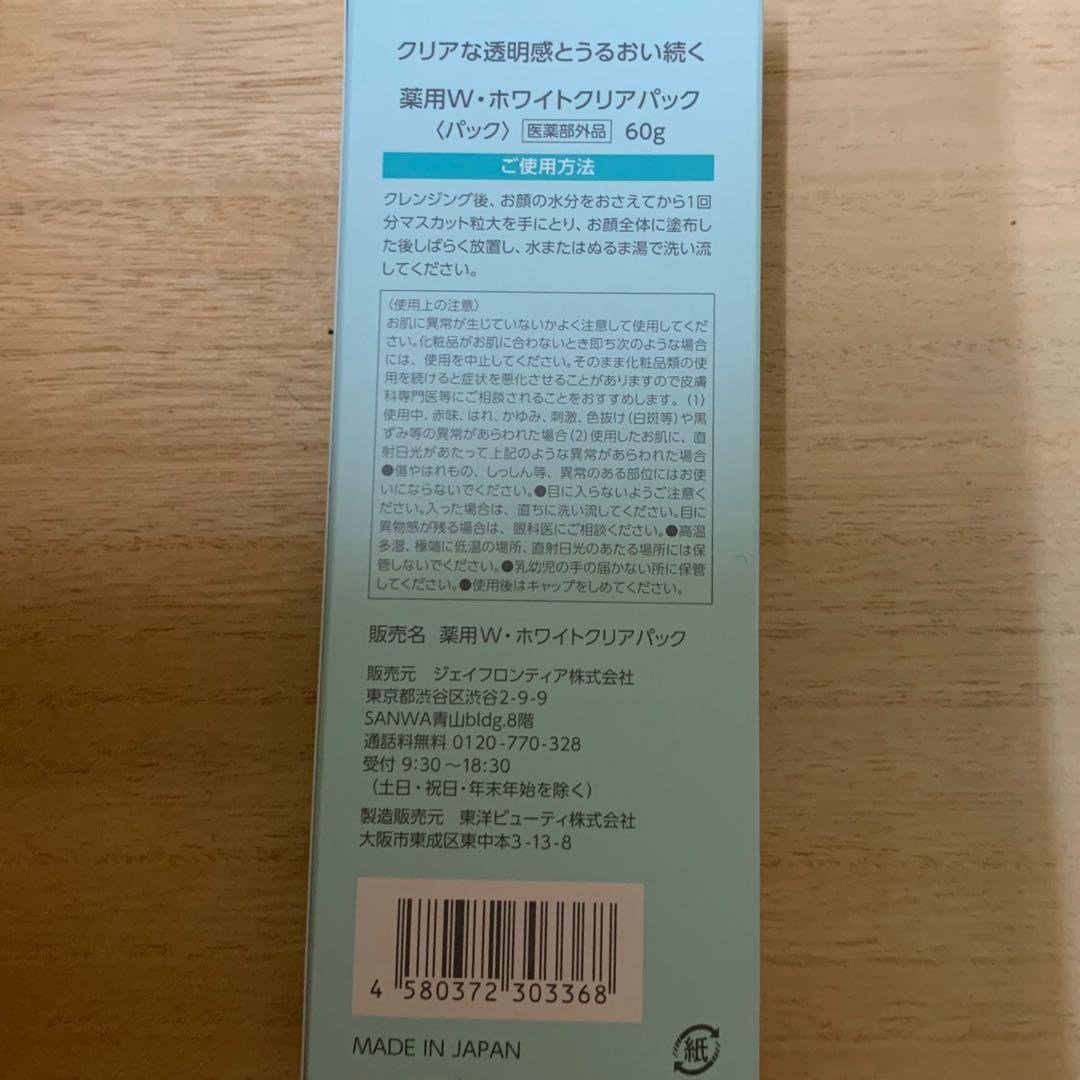 クリアな透明感とうるおい続く
薬用W・ホワイトクリアパック
〈パック〉 医薬部外品 60g
ご使用方法
クレンジング後、お顔の水分をおさえてから1回
分マスカット粒大を手にとり、お顔全体に塗布し
た後しばらく放置し、水またはぬるま湯で洗い流
してください。
〈使用上の注意〉
お肌に異常が生じていないかよく注意して使用してくだ
さい。化粧品がお肌に合わないとき即ち次のような場合
には、使用を中止してください。そのまま化粧品類の使
用を続けると症状を悪化させることがありますので皮膚
科専門医等にご相談されることをおすすめします。(1)
使用中、赤味、はれ、かゆみ、刺激、色抜け(白斑等)や黒
ずみ等の異常があらわれた場合(2)使用したお肌に、直
射日光があたって上記のような異常があらわれた場合
●傷やはれもの、しっしん等、異常のある部位にはお使
いにならないでください。●目に入らないようご注意く
ださい。入った場合は、直ちに洗い流してください。目に
異物感が残る場合は、眼科医にご相談ください。●高温
多湿、極端に低温の場所、直射日光のあたる場所には保
管しないでください。●乳幼児の手の届かない所に保管
してください。●使用後はキャップをしめてください。
販売名 薬用W・ホワイトクリアパック
販売元 ジェイフロンティア株式会社
東京都渋谷区渋谷2-9-9
SANWA青山bldg.8階
通話料無料 0120-770-328
受付 9:30～18:30
(土日・祝日・年末年始を除く)
製造販売元 東洋ビューティ株式会社
大阪市東成区東中本3-13-8
4 580372 303368
MADE IN JAPAN
紙